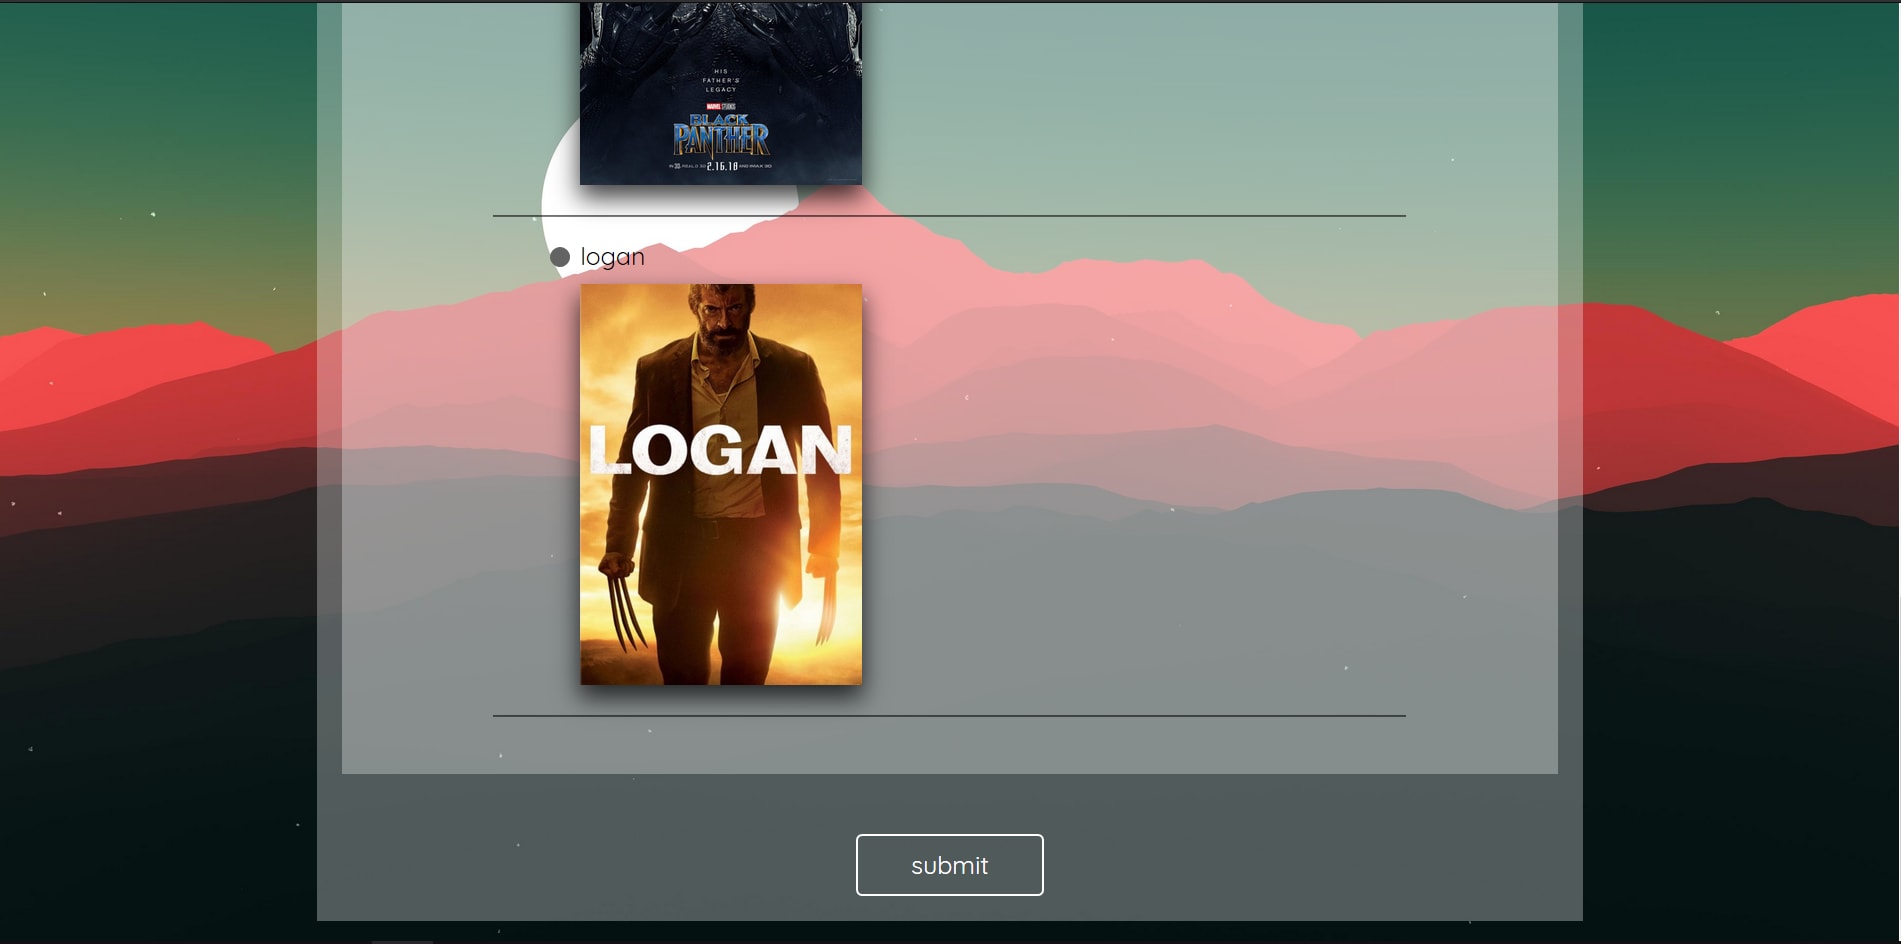 HIS
FATHER'S
LEGACY
MARVEL STUDIOS
BLACK
PANTHER
IN 3D, REALD 3D 2.16.18 AND IMAX 3D
logan
LOGAN
submit